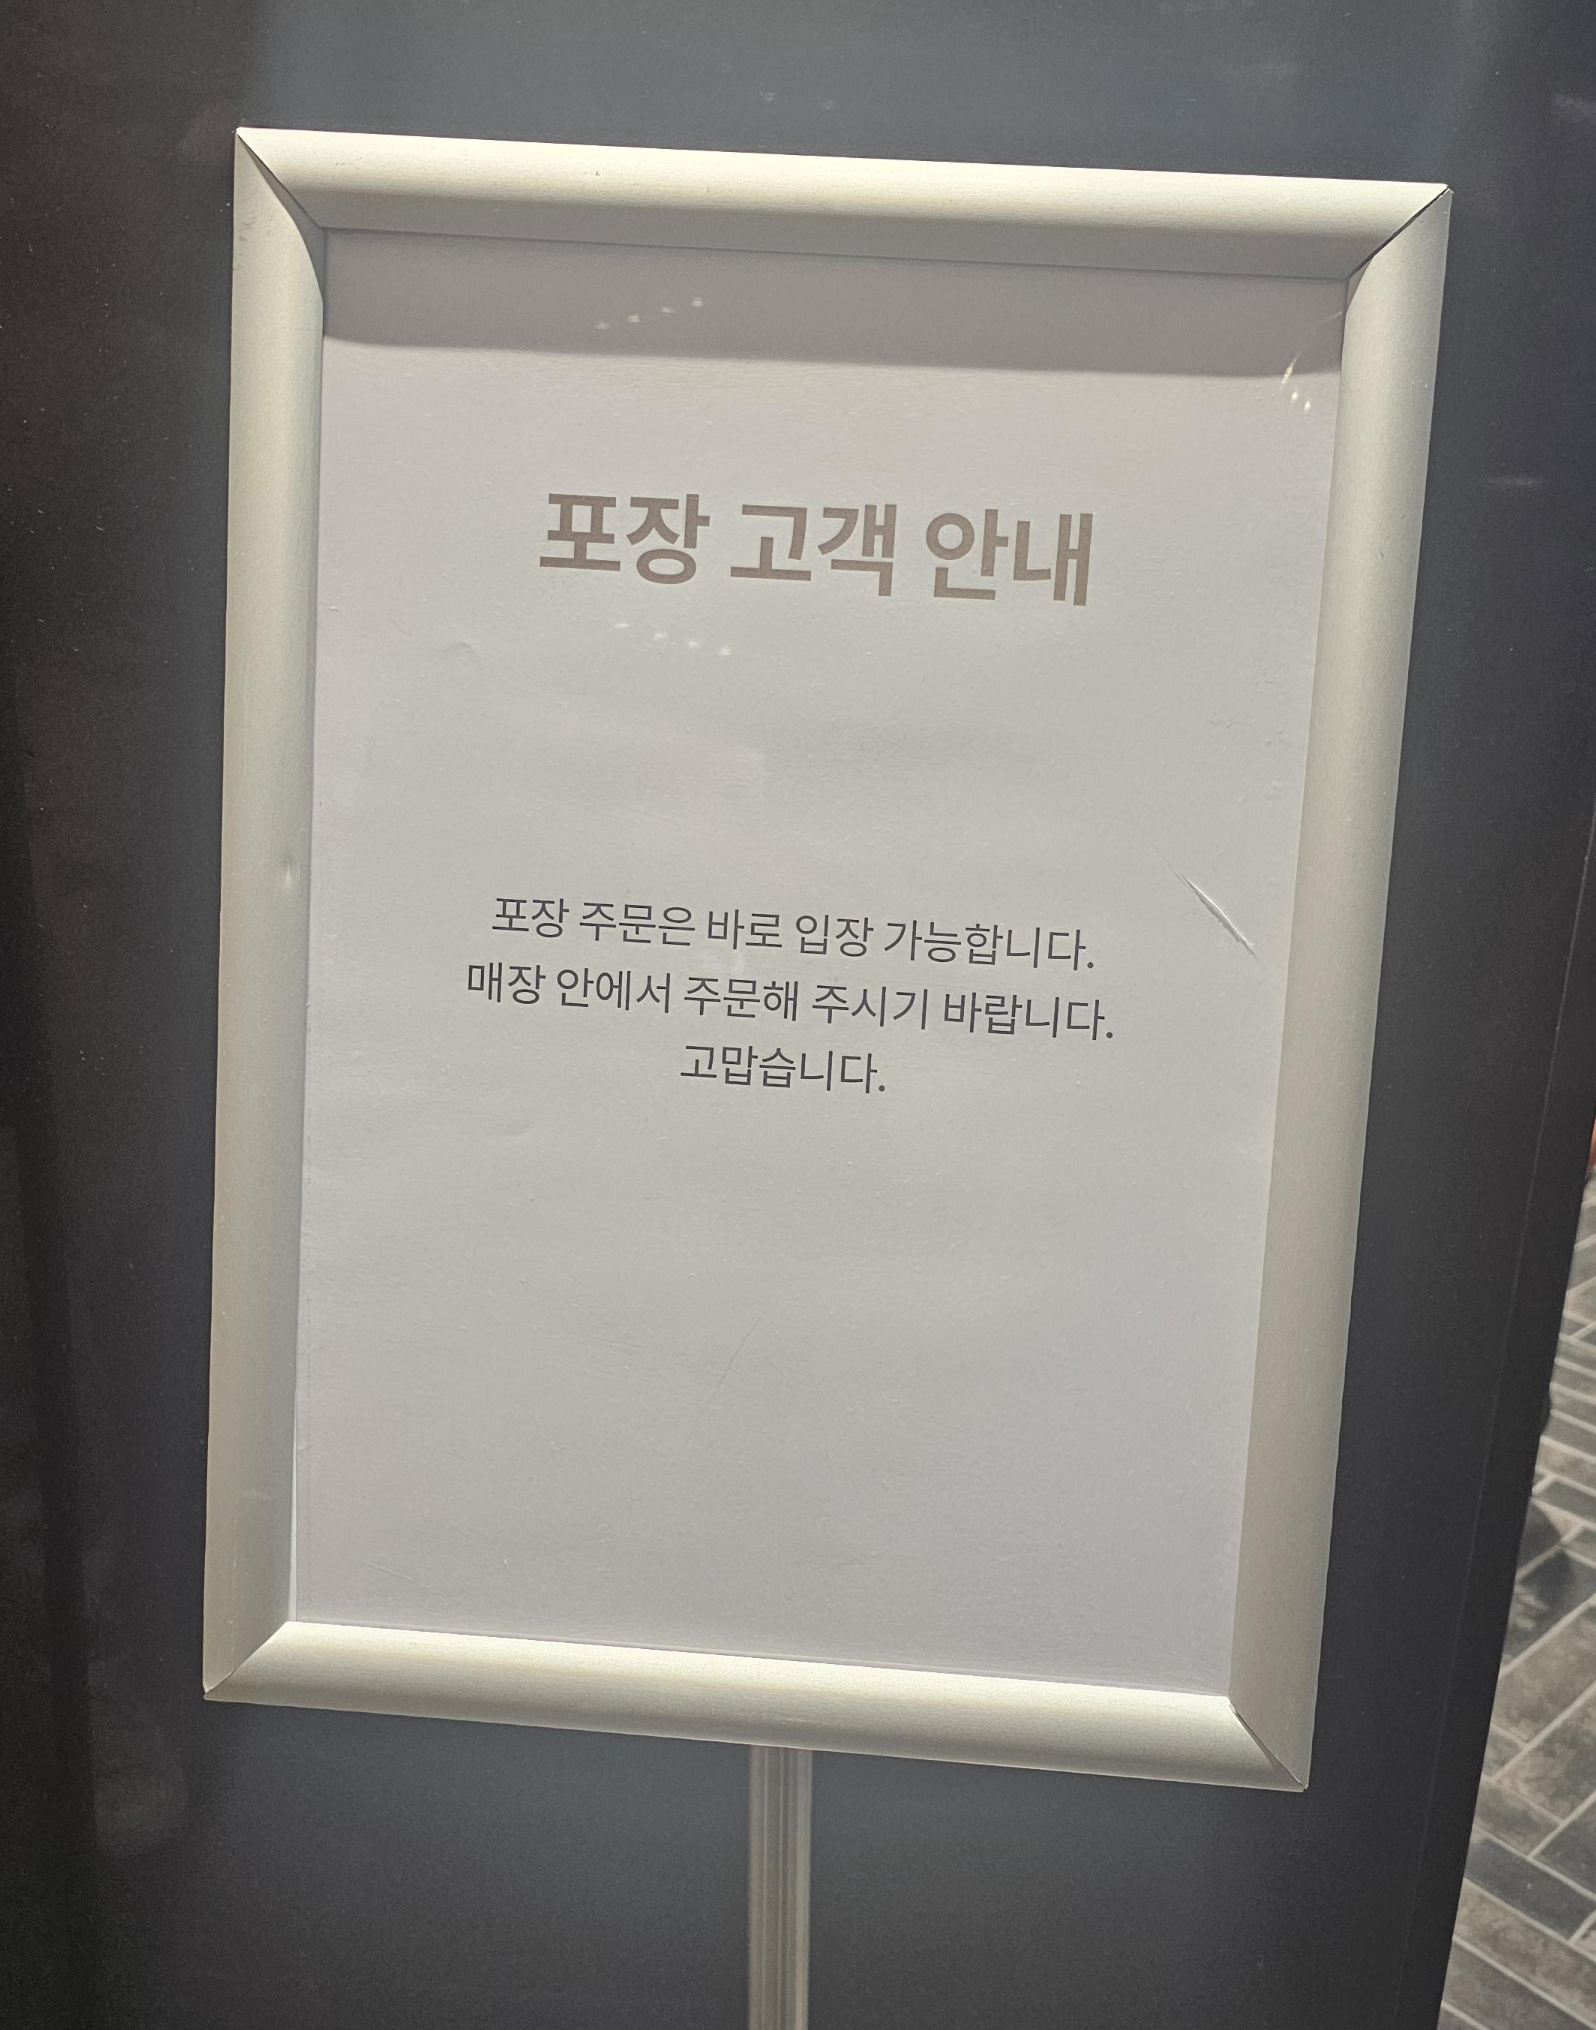 포장 고객 안내
포장 주문은 바로 입장 가능합니다.
매장 안에서 주문해 주시기 바랍니다.
고맙습니다.